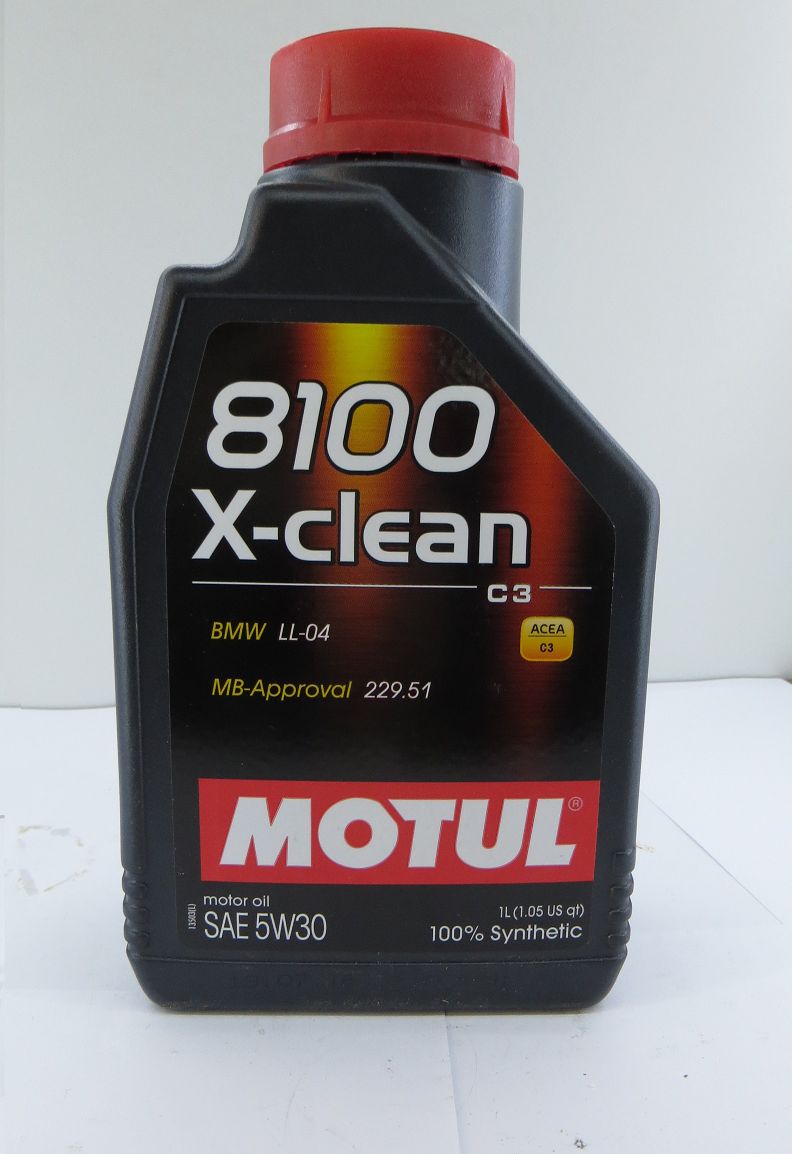 8100
X-clean
C3
BMW LL-04
ACEA
C3
MB-Approval 229.51
MOTUL®
motor oil
SAE 5W30
1L (1.05 US qt)
100% Synthetic
13503(L)